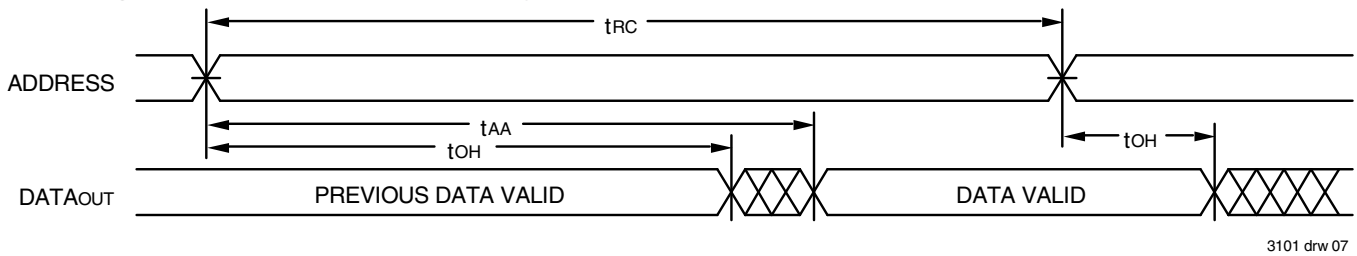 tRC
ADDRESS
tAA
tOH
tOH
DATAOUT
PREVIOUS DATA VALID
DATA VALID
3101 drw 07